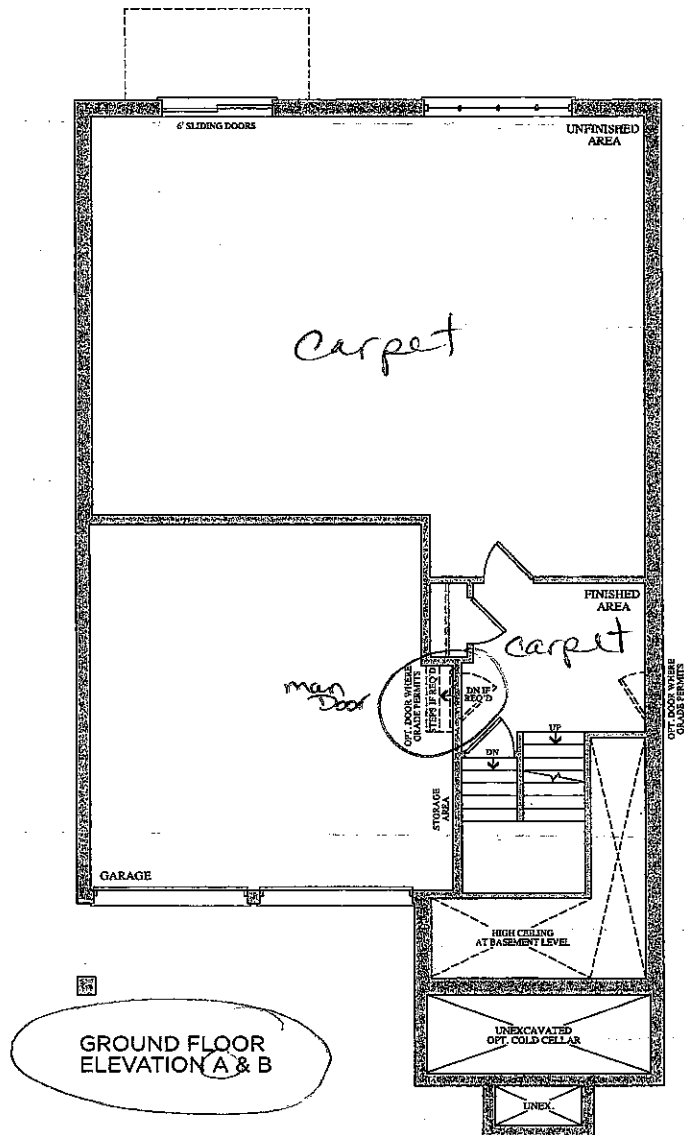 6' SLIDING DOORS
UNFINISHED
AREA
carpet
FINISHED
AREA
carpet
man
Door
OPT. DOOR WHERE
GRADE PERMITS
STEPS IF REQ'D
DN IF
REQ'D
OPT. DOOR WHERE
GRADE PERMITS
UP
DN
STORAGE
AREA
GARAGE
HIGH CEILING
AT BASEMENT LEVEL
UNEXCAVATED
OPT. COLD CELLAR
UNEX.
GROUND FLOOR
ELEVATION A & B